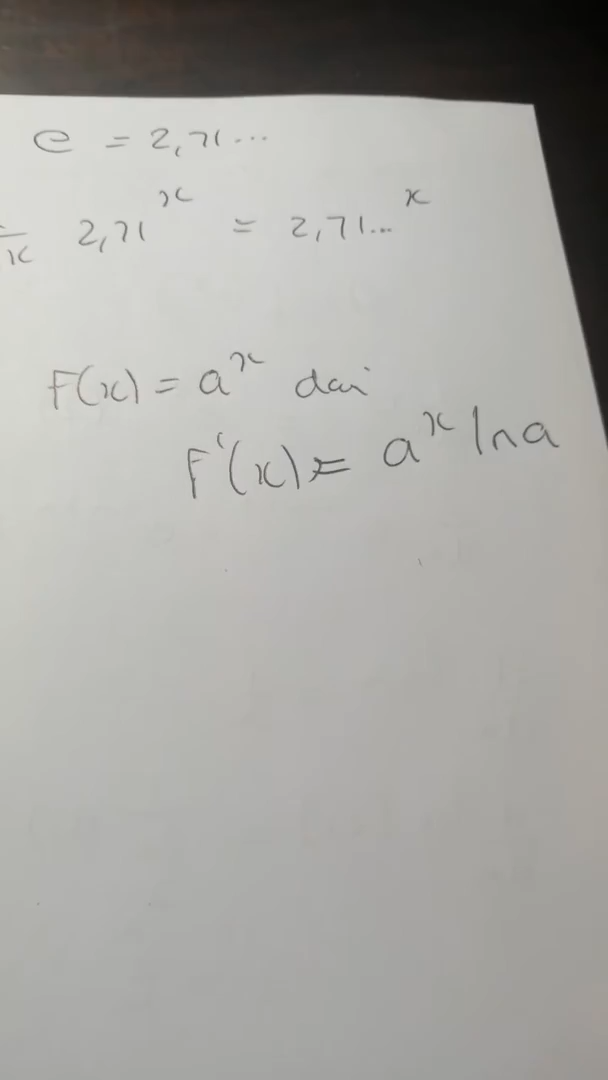 e = 2,71...
x 2,71^x = 2,71...^x
F(x) = a^x dai
F'(x) = a^x ln a